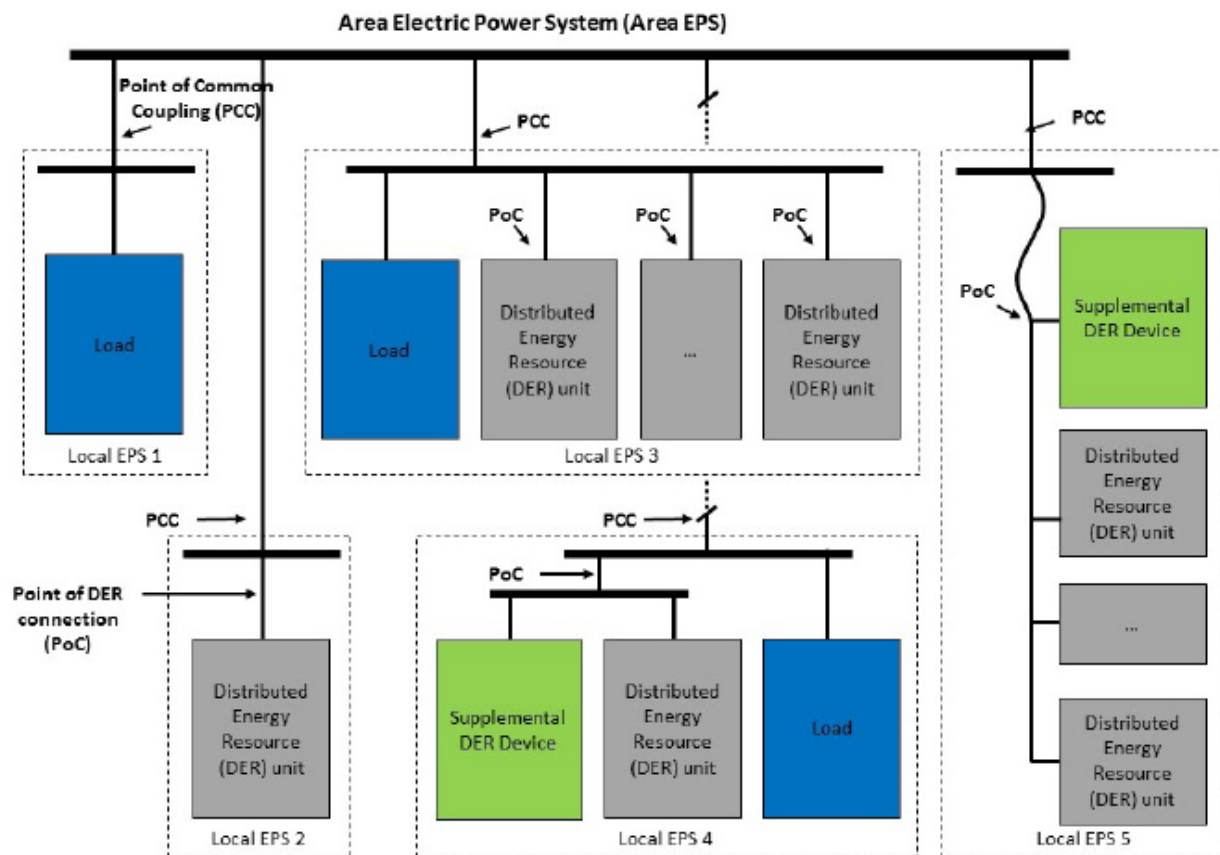 Area Electric Power System (Area EPS)
Point of Common
Coupling (PCC)
Load
Local EPS 1
PCC
PoC
PoC
PoC
Load
Distributed
Energy
Resource
(DER) unit
...
Distributed
Energy
Resource
(DER) unit
Local EPS 3
PCC
PoC
Supplemental
DER Device
Distributed
Energy
Resource
(DER) unit
...
Distributed
Energy
Resource
(DER) unit
Local EPS 5
PCC
Point of DER
connection
(PoC)
Distributed
Energy
Resource
(DER) unit
Local EPS 2
PCC
PoC
Supplemental
DER Device
Distributed
Energy
Resource
(DER) unit
Load
Local EPS 4